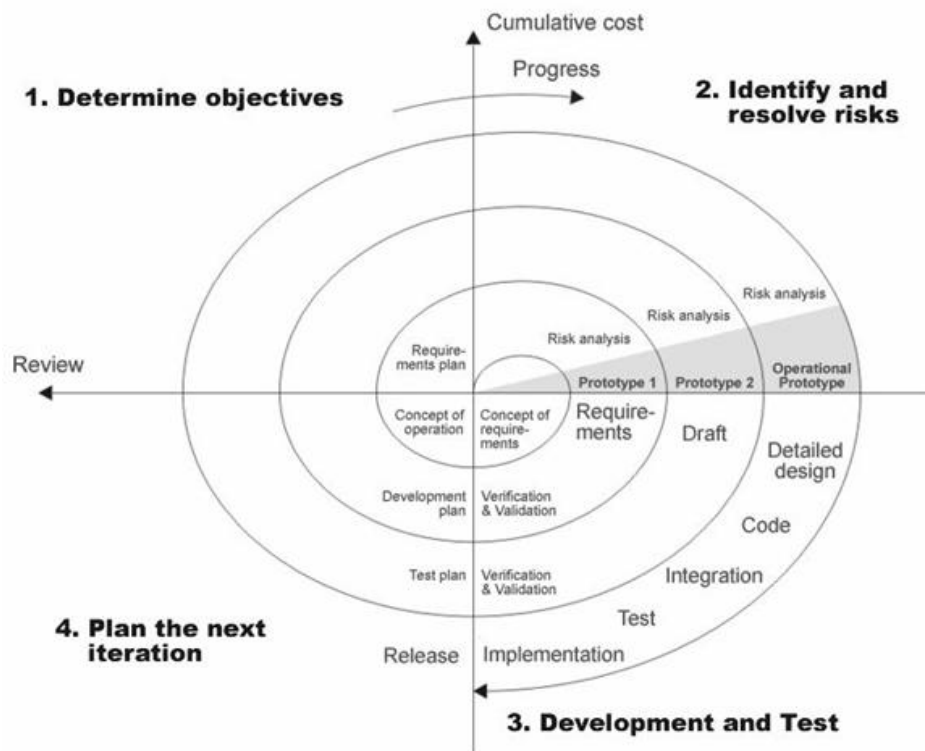 Cumulative cost
Progress
1. Determine objectives
2. Identify and
resolve risks
Risk analysis
Risk analysis
Risk analysis
Require-
ments plan
Review
Prototype 1
Prototype 2
Operational
Prototype
Concept of
operation
Concept of
require-
ments
Require-
ments
Draft
Detailed
design
Development
plan
Verification
& Validation
Code
Test plan
Verification
& Validation
Integration
Test
4. Plan the next
iteration
Release
Implementation
3. Development and Test